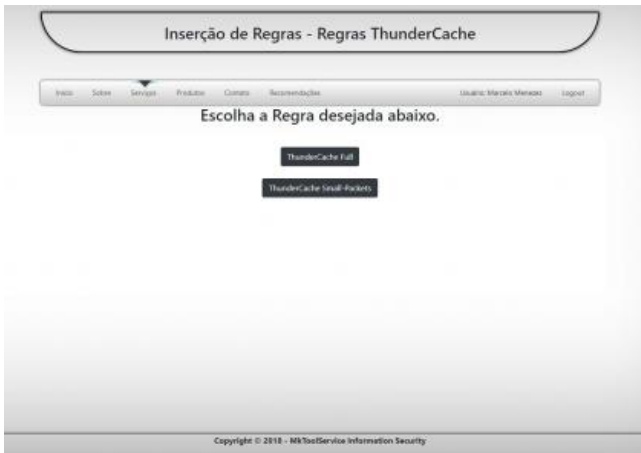 Inserção de Regras - Regras ThunderCache
Início Sobre Serviços Produtos Contato Recomendações Usuário: Marcelo Menezes Logout
Escolha a Regra desejada abaixo.
ThunderCache Full
ThunderCache Small-Packets
Copyright © 2018 - MkToolService Information Security